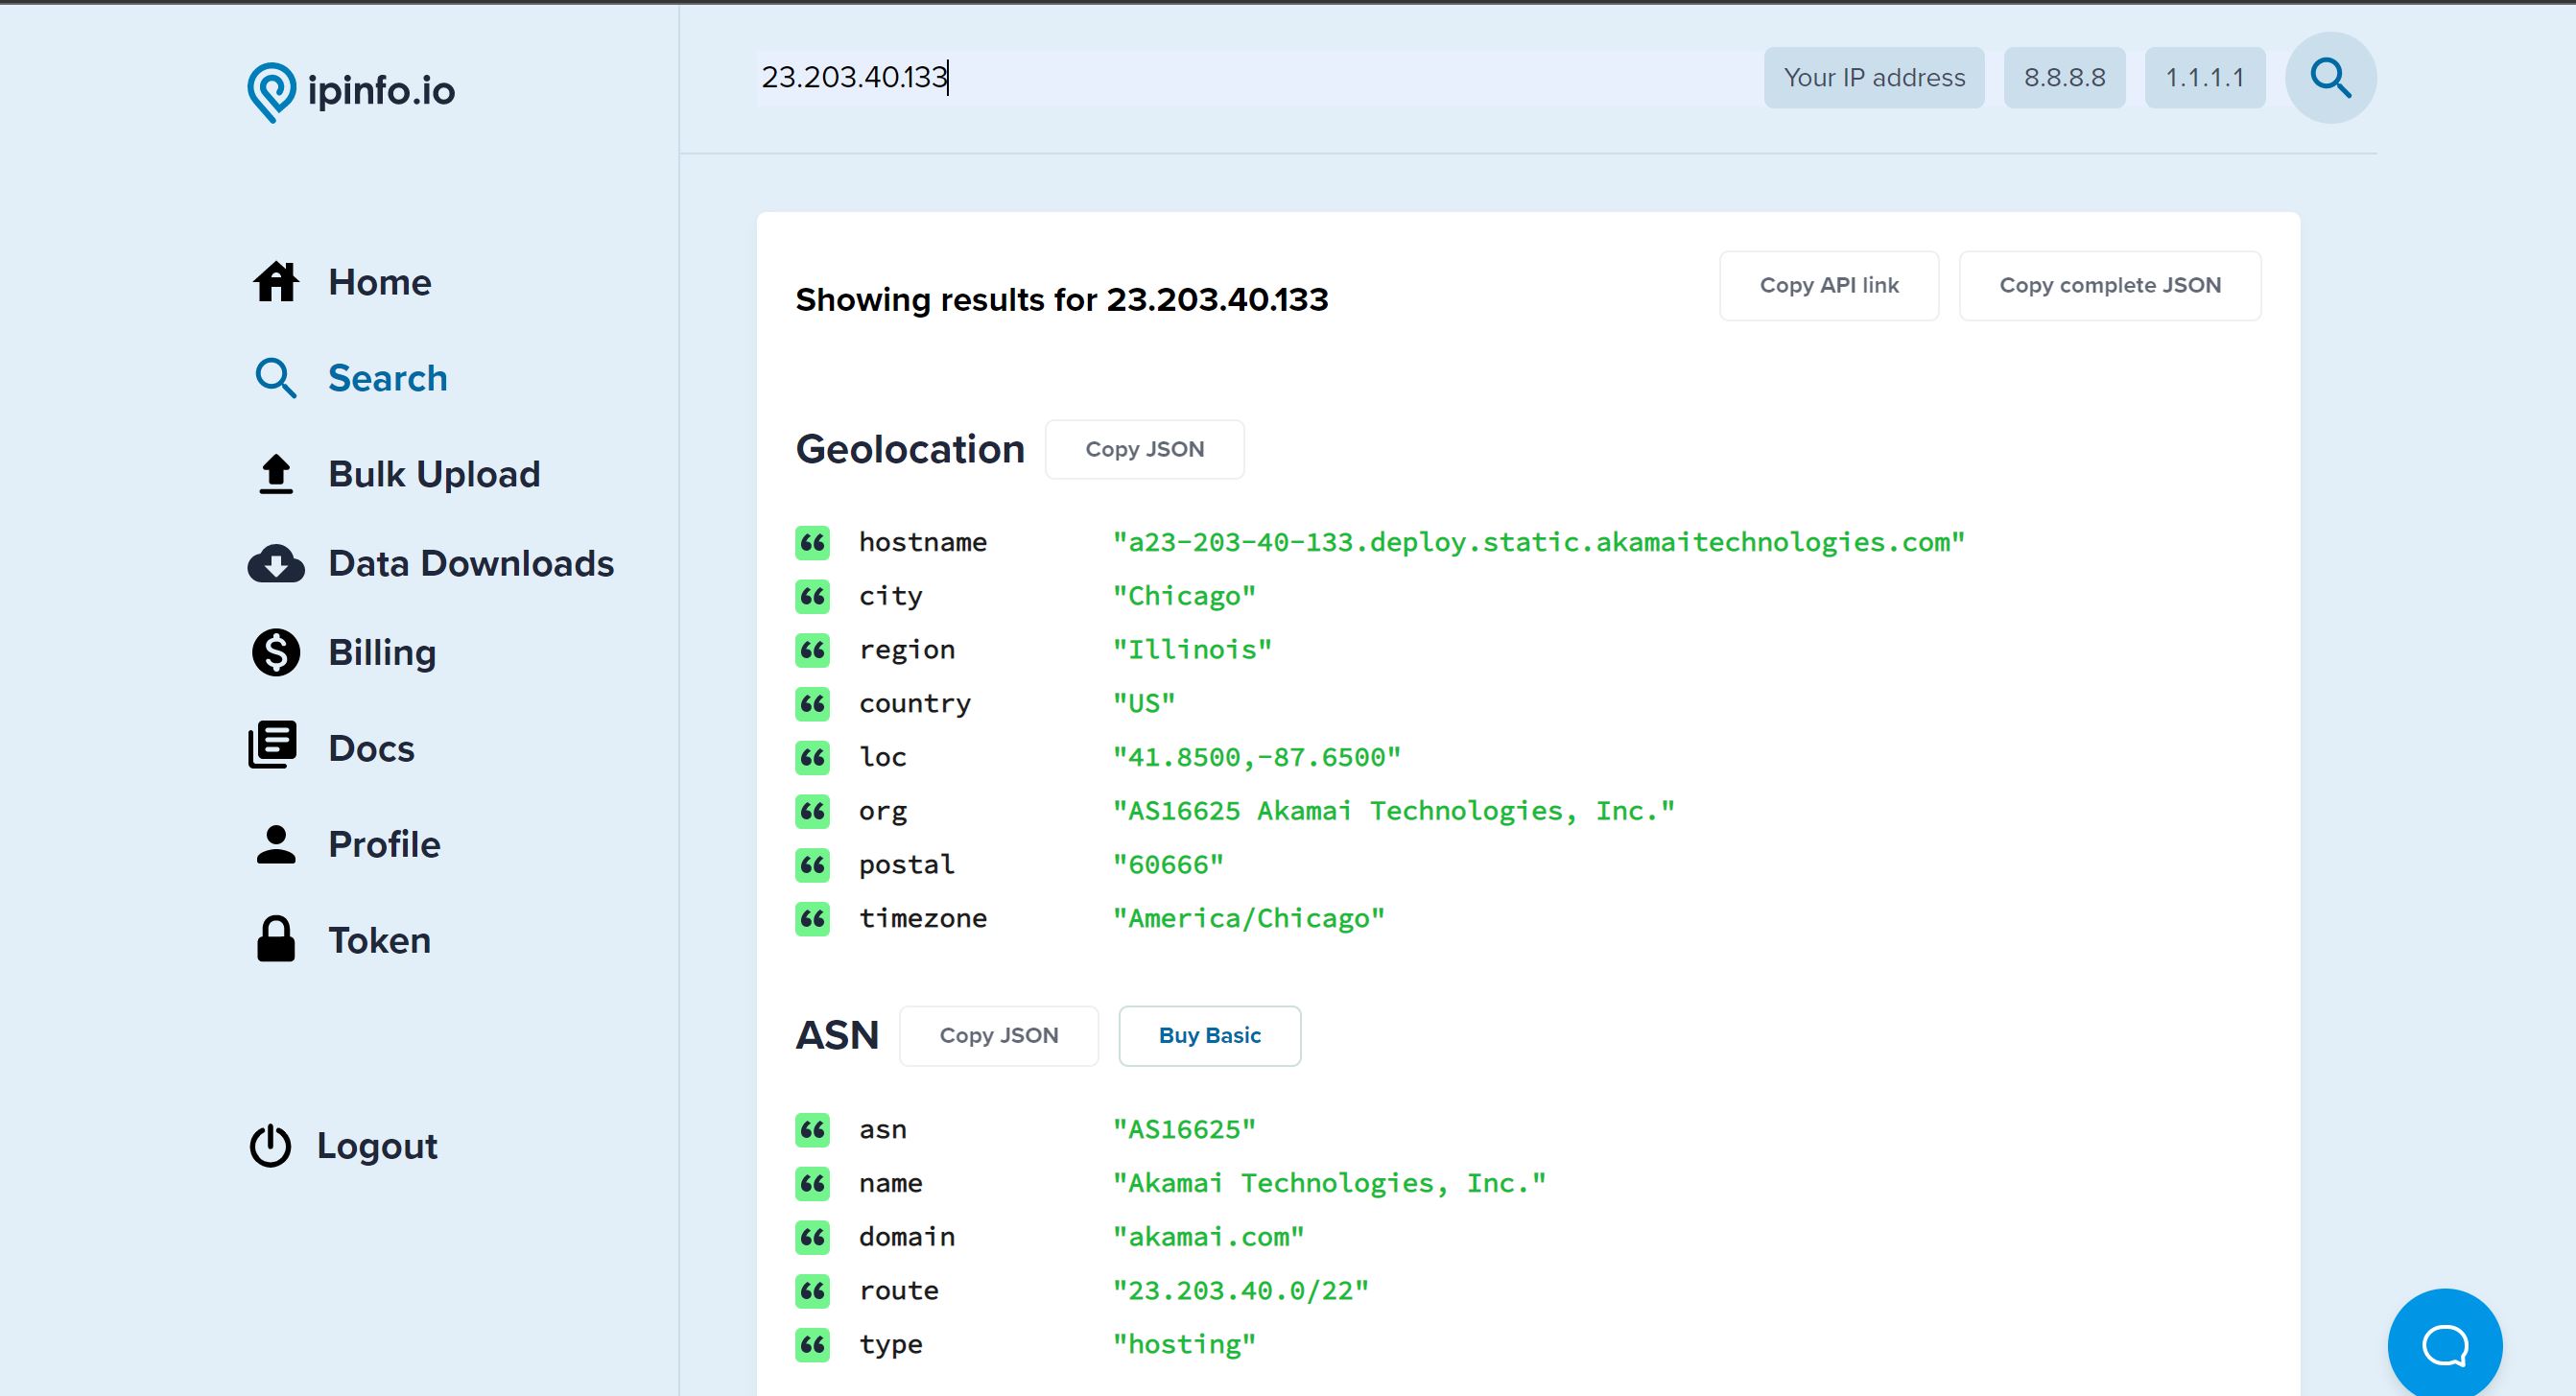 ipinfo.io
23.203.40.133
Your IP address
8.8.8.8
1.1.1.1
Home
Search
Bulk Upload
Data Downloads
Billing
Docs
Profile
Token
Logout
Showing results for 23.203.40.133
Copy API link
Copy complete JSON
Geolocation Copy JSON
hostname "a23-203-40-133.deploy.static.akamaitechnologies.com"
city "Chicago"
region "Illinois"
country "US"
loc "41.8500,-87.6500"
org "AS16625 Akamai Technologies, Inc."
postal "60666"
timezone "America/Chicago"
ASN Copy JSON Buy Basic
asn "AS16625"
name "Akamai Technologies, Inc."
domain "akamai.com"
route "23.203.40.0/22"
type "hosting"